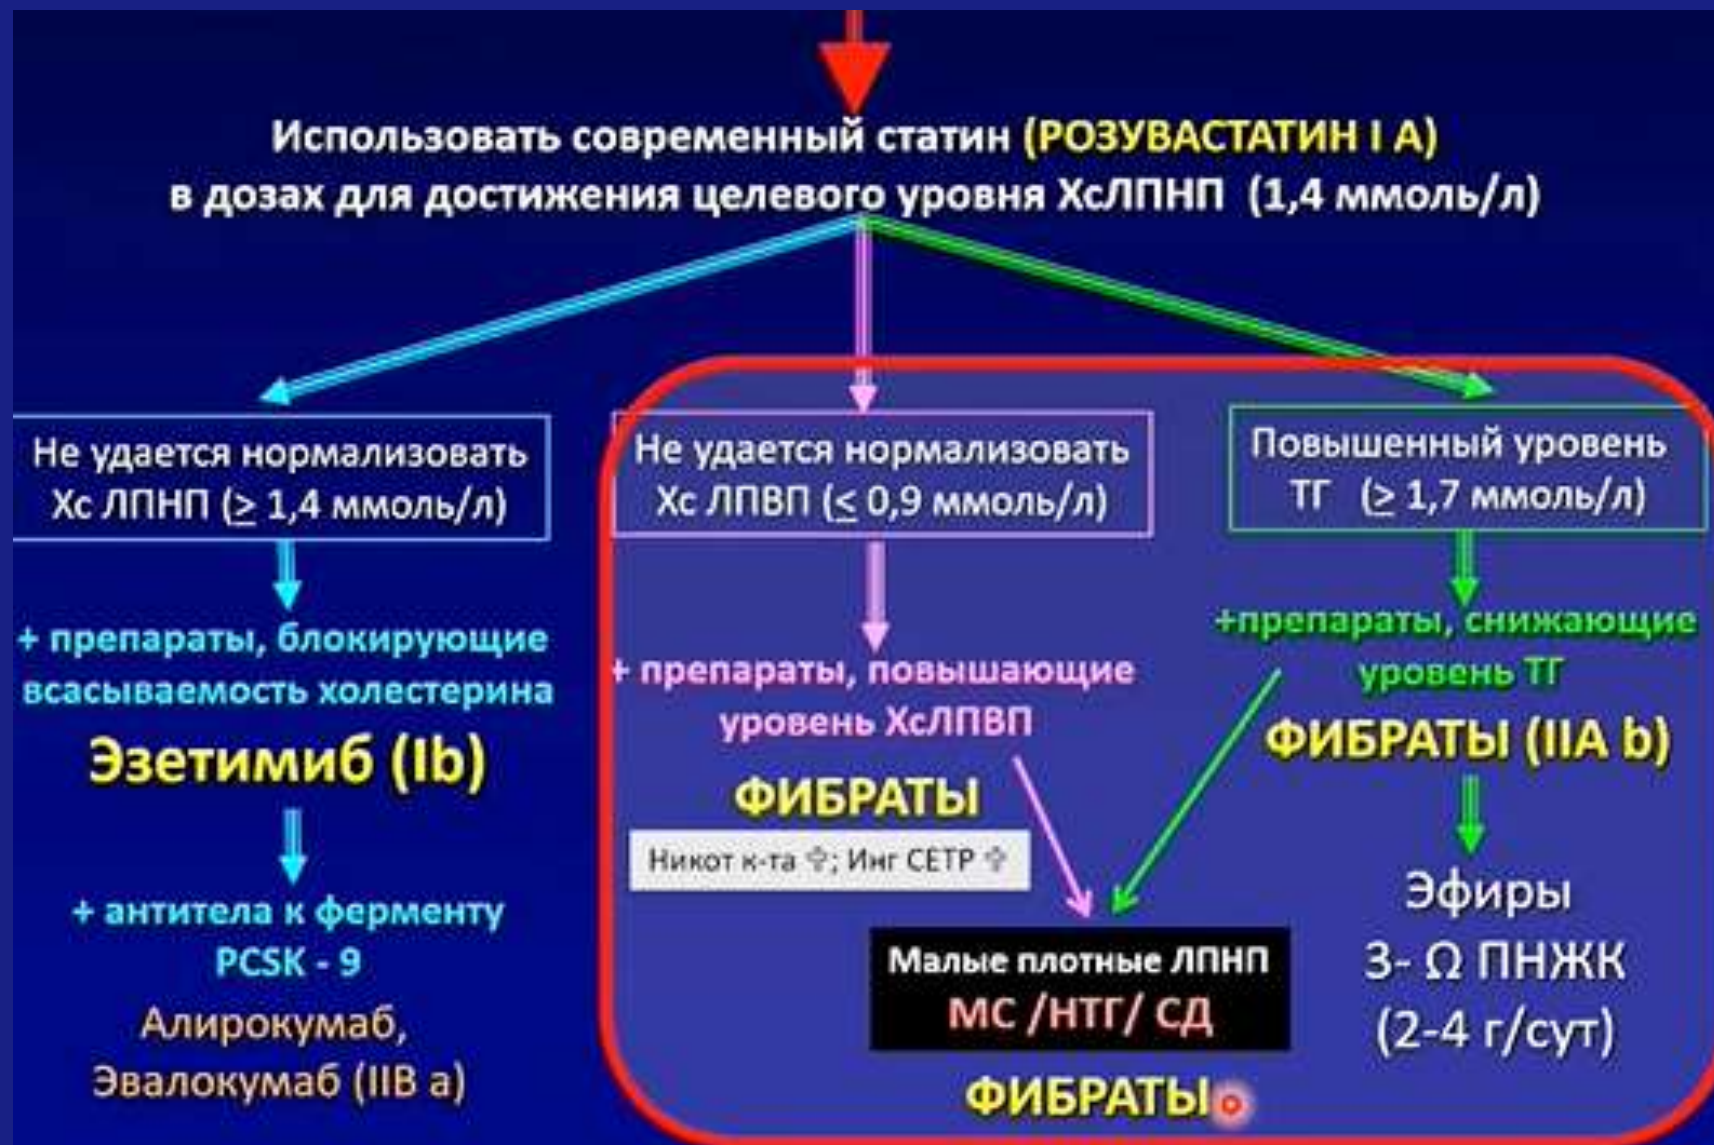 Использовать современный статин (РОЗУВАСТАТИН I А)
в дозах для достижения целевого уровня ХсЛПНП (1,4 ммоль/л)
Не удается нормализовать
Хс ЛПНП (≥ 1,4 ммоль/л)
+ препараты, блокирующие
всасываемость холестерина
Эзетимиб (Ib)
+ антитела к ферменту
PCSK - 9
Алирокумаб,
Эвалокумаб (IIB a)
Не удается нормализовать
Хс ЛПВП (≤ 0,9 ммоль/л)
+ препараты, повышающие
уровень ХсЛПВП
ФИБРАТЫ
Никот к-та ✞; Инг СЕТР ✞
Повышенный уровень
ТГ (≥ 1,7 ммоль/л)
+препараты, снижающие
уровень ТГ
ФИБРАТЫ (IIA b)
Эфиры
3- Ω ПНЖК
(2-4 г/сут)
Малые плотные ЛПНП
МС /НТГ/ СД
ФИБРАТЫ